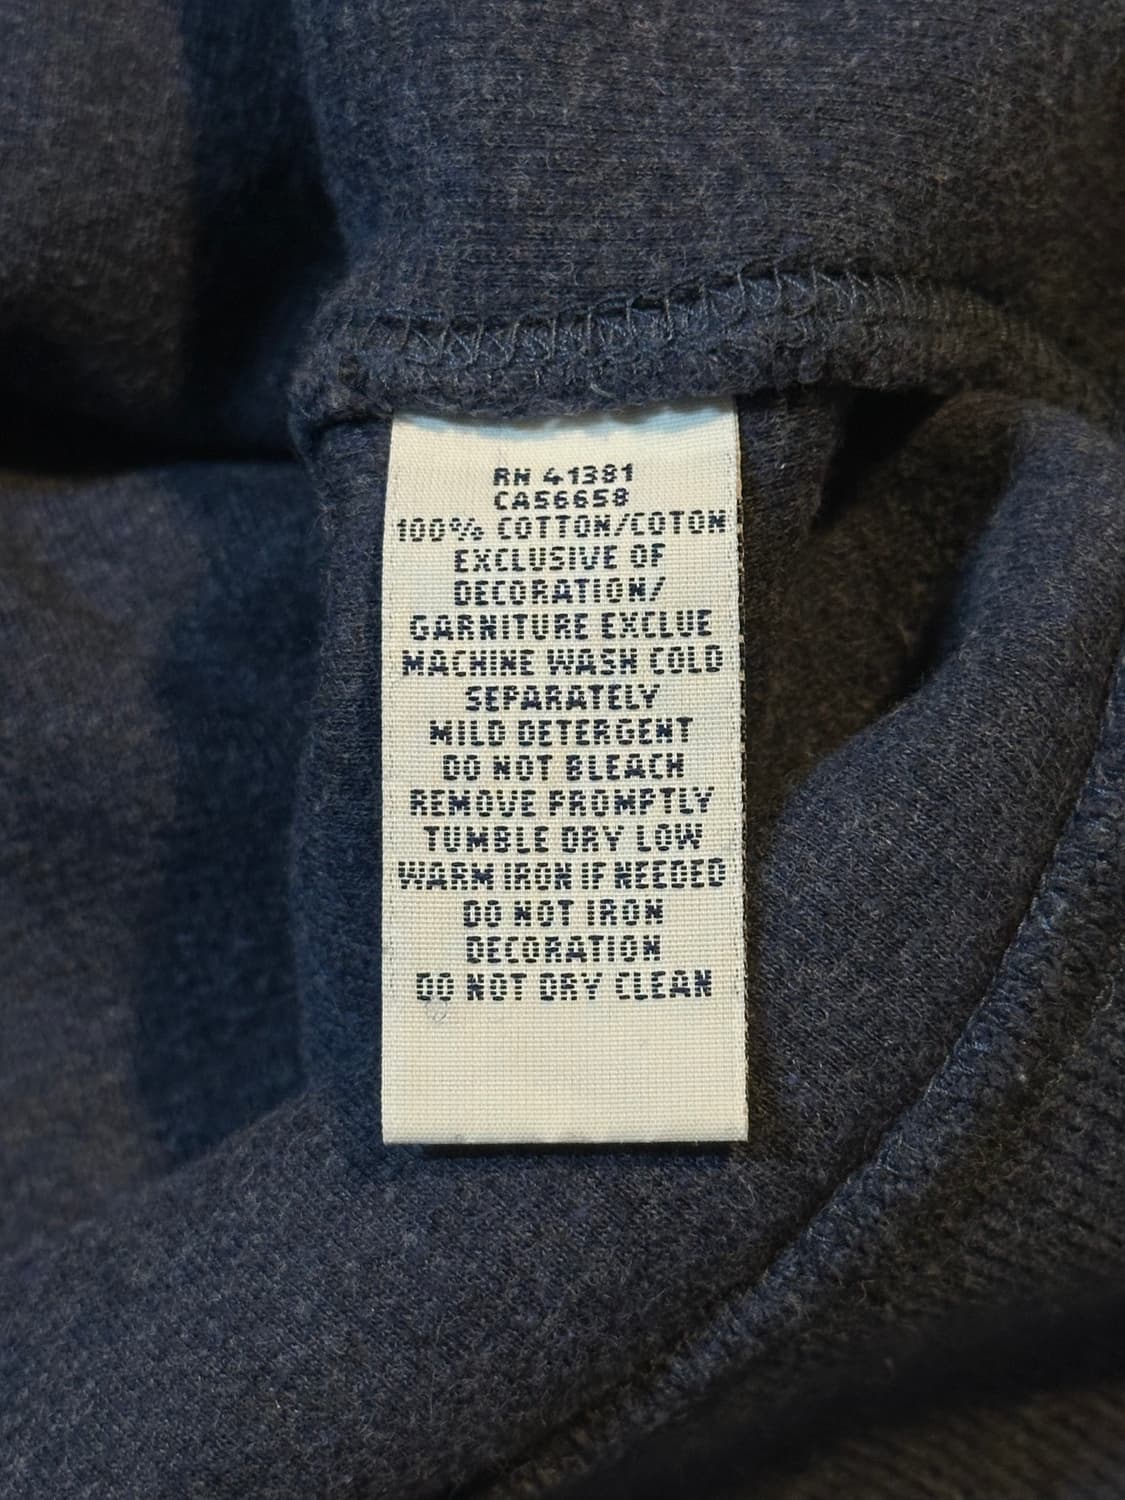 RN 41381
CA56658
100% COTTON/COTON
EXCLUSIVE OF
DECORATION/
GARNITURE EXCLUE
MACHINE WASH COLD
SEPARATELY
MILD DETERGENT
DO NOT BLEACH
REMOVE PROMPTLY
TUMBLE DRY LOW
WARM IRON IF NEEDED
DO NOT IRON
DECORATION
DO NOT DRY CLEAN